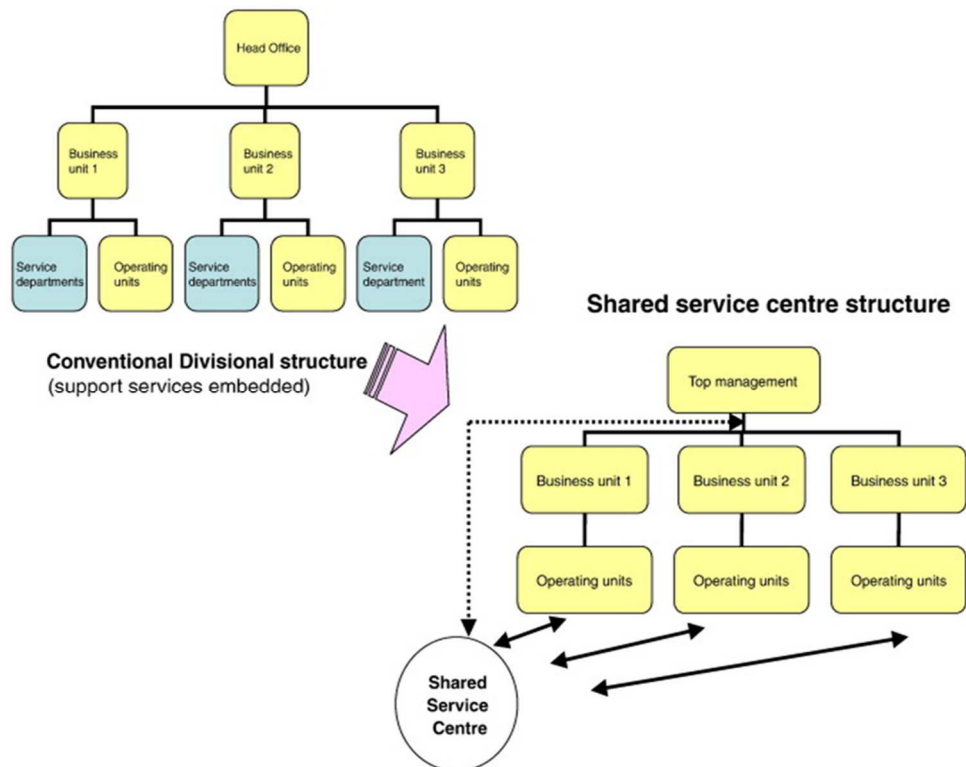 Head Office
Business
unit 1
Business
unit 2
Business
unit 3
Service
departments
Operating
units
Service
departments
Operating
units
Service
department
Operating
units
Conventional Divisional structure
(support services embedded)
Shared service centre structure
Top management
Business unit 1
Business unit 2
Business unit 3
Operating units
Operating units
Operating units
Shared
Service
Centre